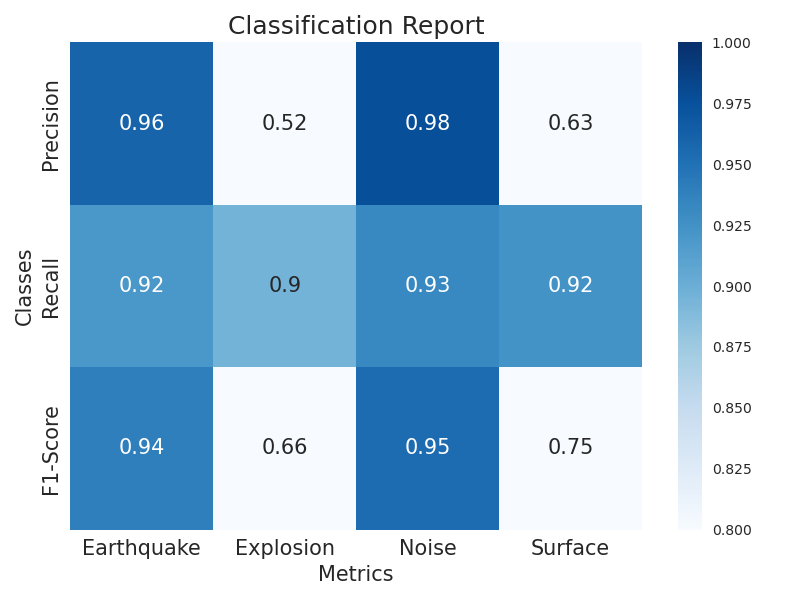 Classification Report
Classes
Precision
0.96 0.52 0.98 0.63
Recall
0.92 0.9 0.93 0.92
F1-Score
0.94 0.66 0.95 0.75
Earthquake Explosion Noise Surface
Metrics
1.000
0.975
0.950
0.925
0.900
0.875
0.850
0.825
0.800